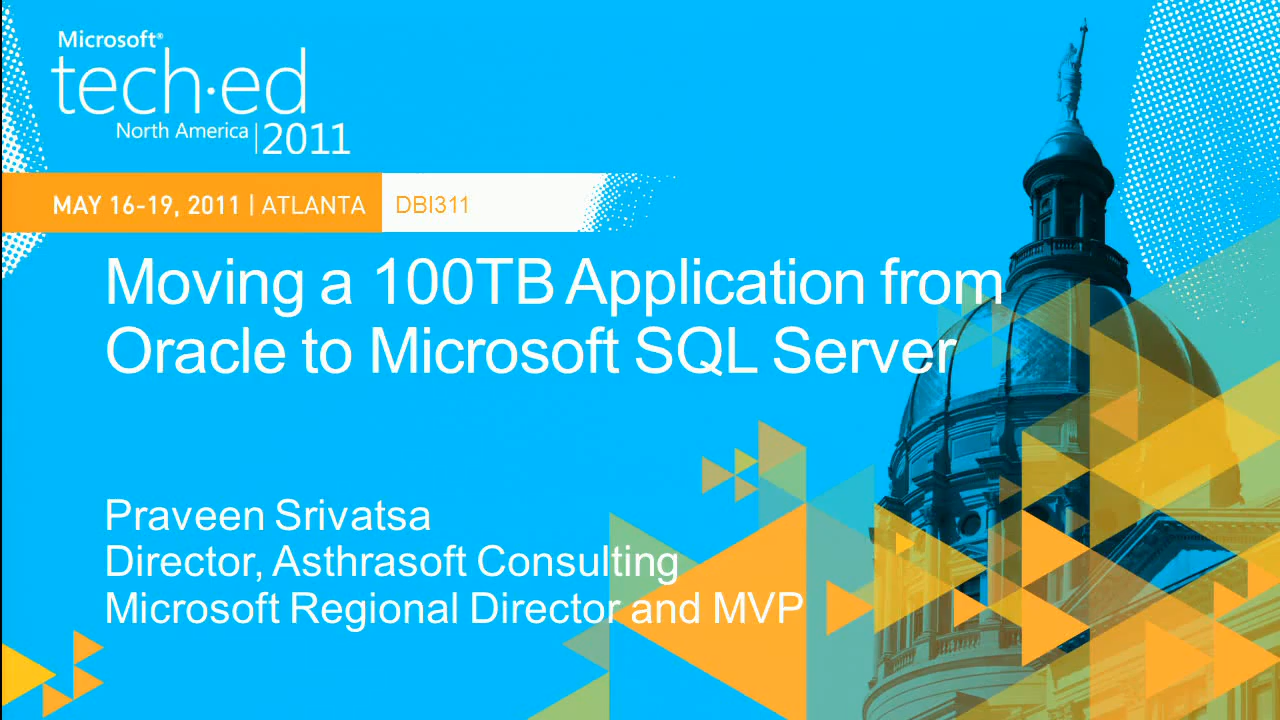 Microsoft®
tech·ed
North America | 2011
MAY 16-19, 2011 | ATLANTA DBI311
Moving a 100TB Application from
Oracle to Microsoft SQL Server
Praveen Srivatsa
Director, Asthrasoft Consulting
Microsoft Regional Director and MVP